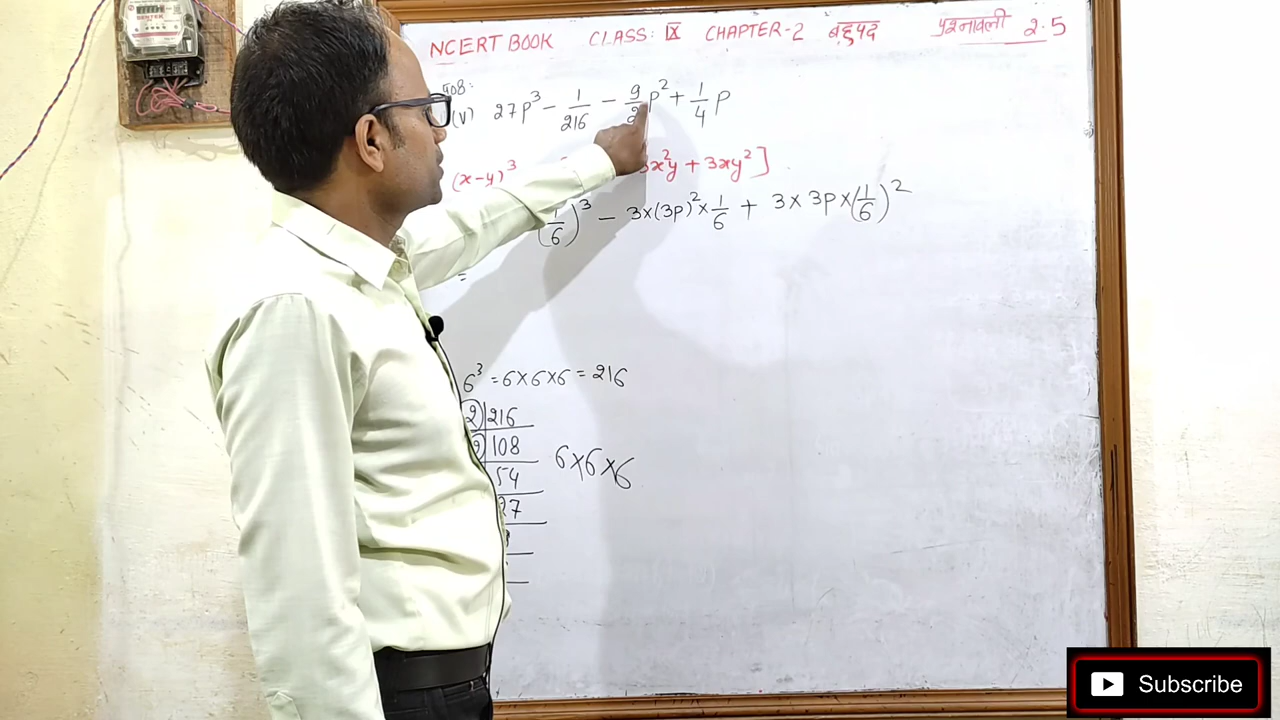 NCERT BOOK CLASS: IX CHAPTER-2 बहुपद प्रश्नावली 2.5
(v) 27p³ - 1/216 - 9/2 p² + 1/4 p
(x-y)³ 3x²y + 3xy²]
(1/6)³ - 3×(3p)²×1/6 + 3×3p×(1/6)²
=
6³ = 6×6×6 = 216
2 216
2 108
54 6×6×6
27
Subscribe